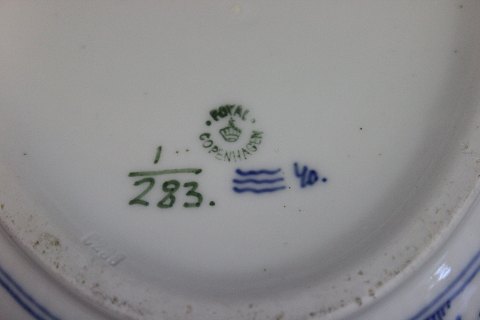 · ROYAL ·
COPENHAGEN
1
283.
40.